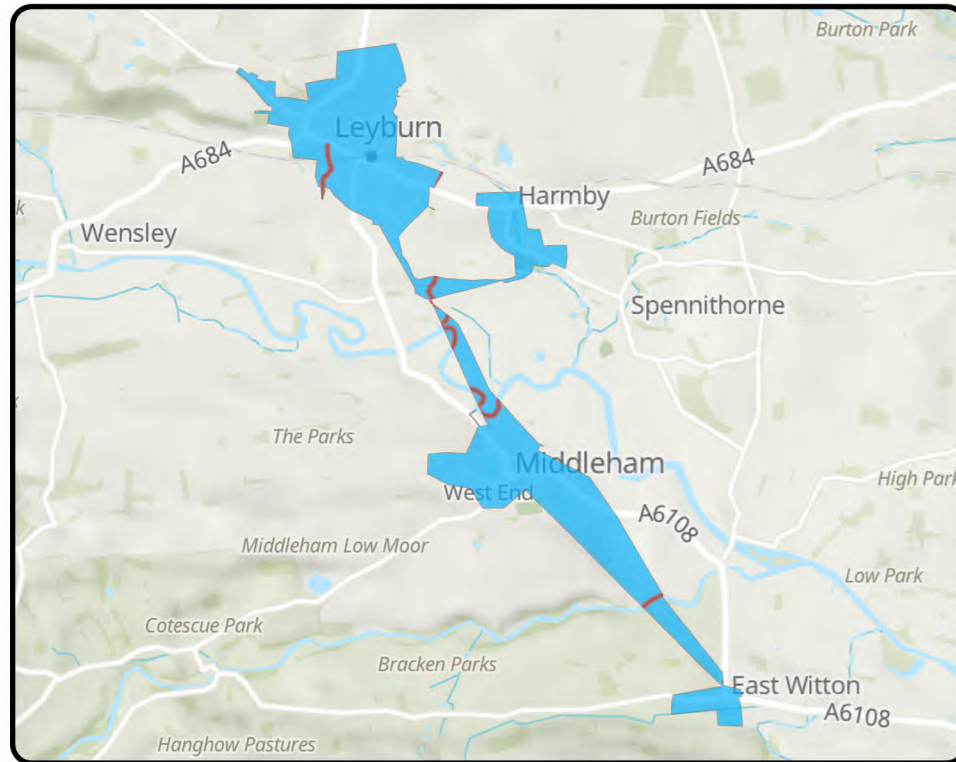 Burton Park
Leyburn
A684
A684
Harmby
Burton Fields
Wensley
Spennithorne
The Parks
Middleham
High Park
West End
A6108
Middleham Low Moor
Low Park
Cotescue Park
Bracken Parks
East Witton
A6108
Hanghow Pastures